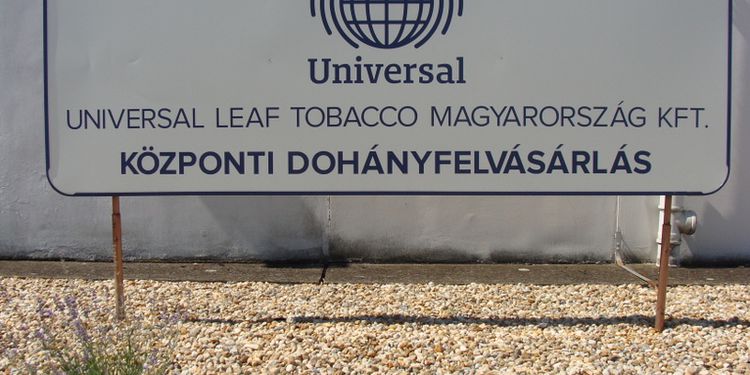 Universal
UNIVERSAL LEAF TOBACCO MAGYARORSZÁG KFT.
KÖZPONTI DOHÁNYFELVÁSÁRLÁS